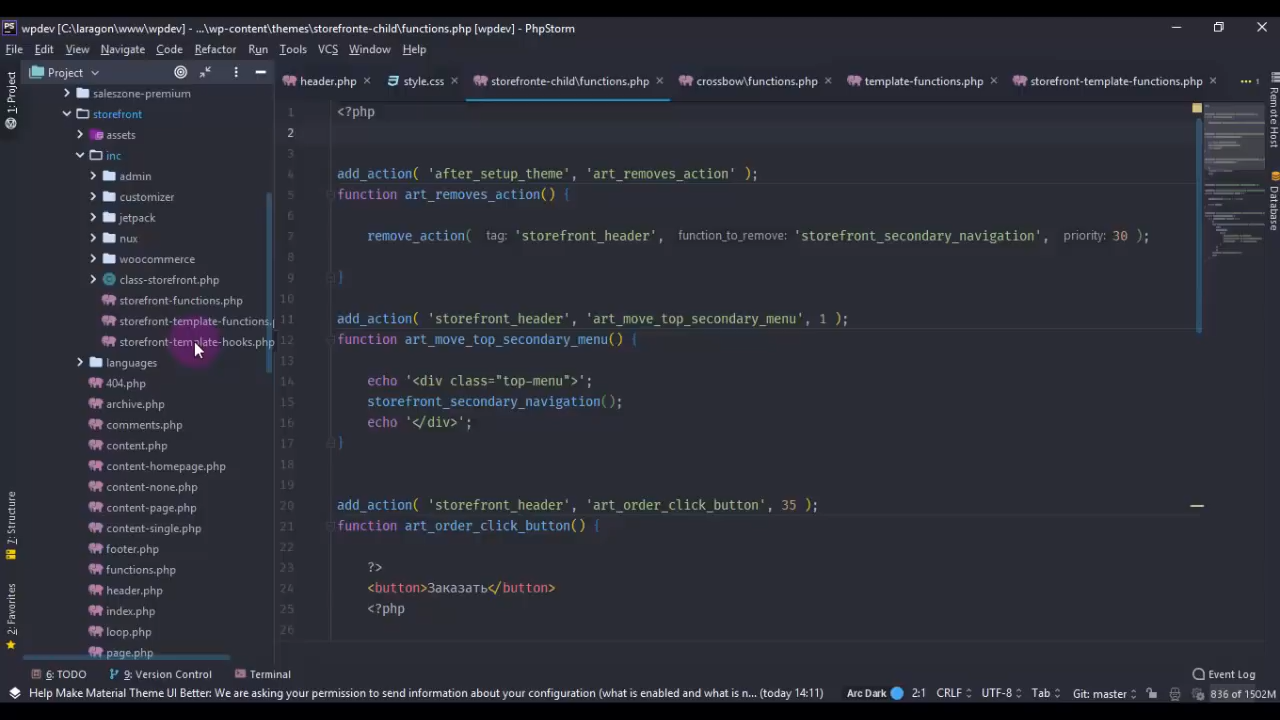 wpdev [C:\laragon\www\wpdev] - ...\wp-content\themes\storefronte-child\functions.php [wpdev] - PhpStorm
File Edit View Navigate Code Refactor Run Tools VCS Window Help
Project
header.php style.css storefronte-child\functions.php crossbow\functions.php template-functions.php storefront-template-functions.php
1: Project
7: Structure
2: Favorites
saleszone-premium
storefront
assets
inc
admin
customizer
jetpack
nux
woocommerce
class-storefront.php
storefront-functions.php
storefront-template-functions.p
storefront-template-hooks.php
languages
404.php
archive.php
comments.php
content.php
content-homepage.php
content-none.php
content-page.php
content-single.php
footer.php
functions.php
header.php
index.php
loop.php
page.php
1 <?php
2
3
4 add_action( 'after_setup_theme', 'art_removes_action' );
5 function art_removes_action() {
6
7 remove_action( tag: 'storefront_header', function_to_remove: 'storefront_secondary_navigation', priority: 30 );
8
9 }
10
11 add_action( 'storefront_header', 'art_move_top_secondary_menu', 1 );
12 function art_move_top_secondary_menu() {
13
14 echo '<div class="top-menu">';
15 storefront_secondary_navigation();
16 echo '</div>';
17 }
18
19
20 add_action( 'storefront_header', 'art_order_click_button', 35 );
21 function art_order_click_button() {
22
23 ?>
24 <button>Заказать</button>
25 <?php
26
Remote Host
Database
6: TODO 9: Version Control Terminal Event Log
Help Make Material Theme UI Better: We are asking your permission to send information about your configuration (what is enabled and what is n... (today 14:11) Arc Dark 2:1 CRLF UTF-8 Tab Git: master 836 of 1502M